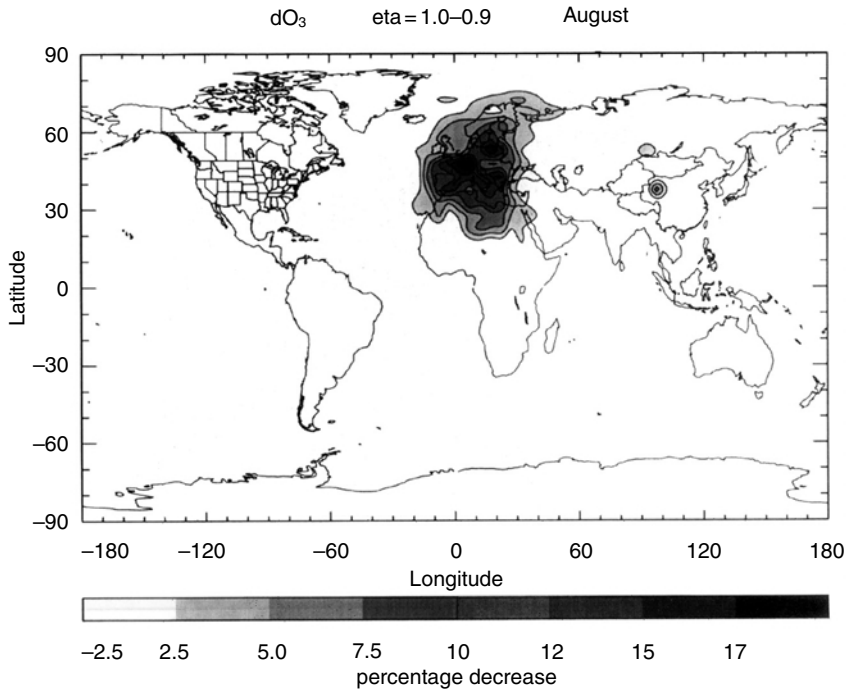 dO₃ eta = 1.0–0.9 August
90
60
30
0
–30
–60
–90
Latitude
–180 –120 –60 0 60 120 180
Longitude
–2.5 2.5 5.0 7.5 10 12 15 17
percentage decrease